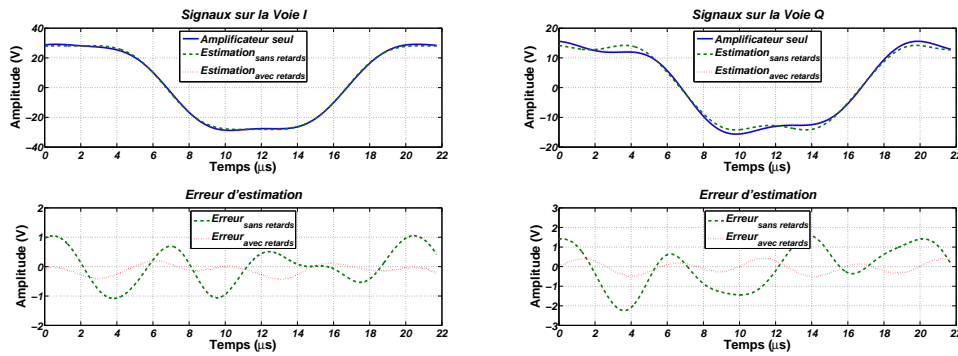 Signaux sur la Voie I
Amplitude (V)
40
20
0
−20
−40
Amplificateur seul
Estimation sans retards
Estimation avec retards
0 2 4 6 8 10 12 14 16 18 20 22
Temps (μs)
Signaux sur la Voie Q
Amplitude (V)
20
10
0
−10
−20
Amplificateur seul
Estimation sans retards
Estimation avec retards
0 2 4 6 8 10 12 14 16 18 20 22
Temps (μs)
Erreur d'estimation
Amplitude (V)
2
1
0
−1
−2
Erreur sans retards
Erreur avec retards
0 2 4 6 8 10 12 14 16 18 20 22
Temps (μs)
Erreur d'estimation
Amplitude (V)
3
2
1
0
−1
−2
−3
Erreur sans retards
Erreur avec retards
0 2 4 6 8 10 12 14 16 18 20 22
Temps (μs)